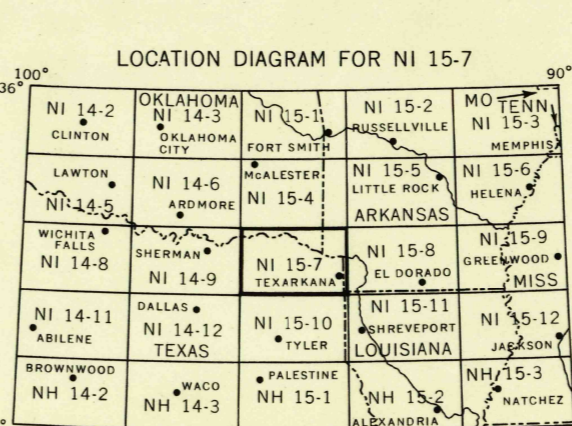 LOCATION DIAGRAM FOR NI 15-7
100°
90°
36°
NI 14-2
CLINTON
OKLAHOMA
NI 14-3
OKLAHOMA
CITY
NI 15-1
FORT SMITH
NI 15-2
RUSSELLVILLE
MO
TENN
NI 15-3
MEMPHIS
LAWTON
NI 14-5
NI 14-6
ARDMORE
McALESTER
NI 15-4
NI 15-5
LITTLE ROCK
ARKANSAS
NI 15-6
HELENA
WICHITA
FALLS
NI 14-8
SHERMAN
NI 14-9
NI 15-7
TEXARKANA
NI 15-8
EL DORADO
NI 15-9
GREENWOOD
MISS
NI 14-11
ABILENE
DALLAS
NI 14-12
TEXAS
NI 15-10
TYLER
NI 15-11
SHREVEPORT
LOUISIANA
NI 15-12
JACKSON
BROWNWOOD
NH 14-2
WACO
NH 14-3
PALESTINE
NH 15-1
NH 15-2
ALEXANDRIA
NH 15-3
NATCHEZ